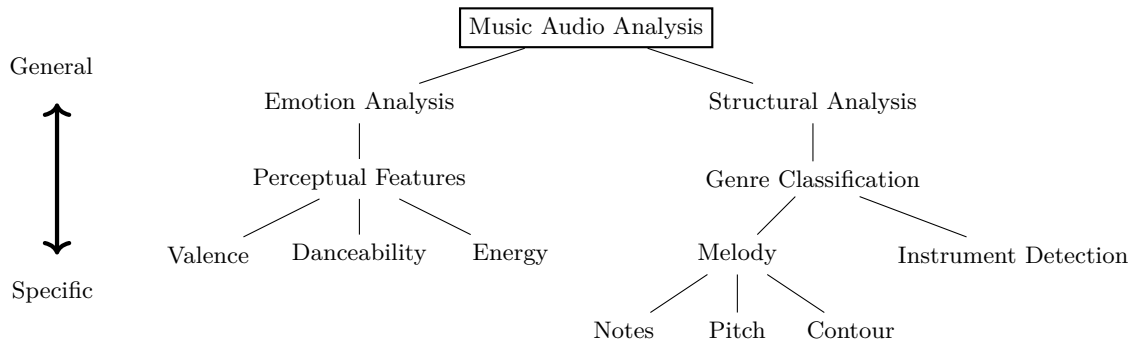 Music Audio Analysis
General
Emotion Analysis
Structural Analysis
Perceptual Features
Genre Classification
Valence
Danceability
Energy
Melody
Instrument Detection
Specific
Notes
Pitch
Contour